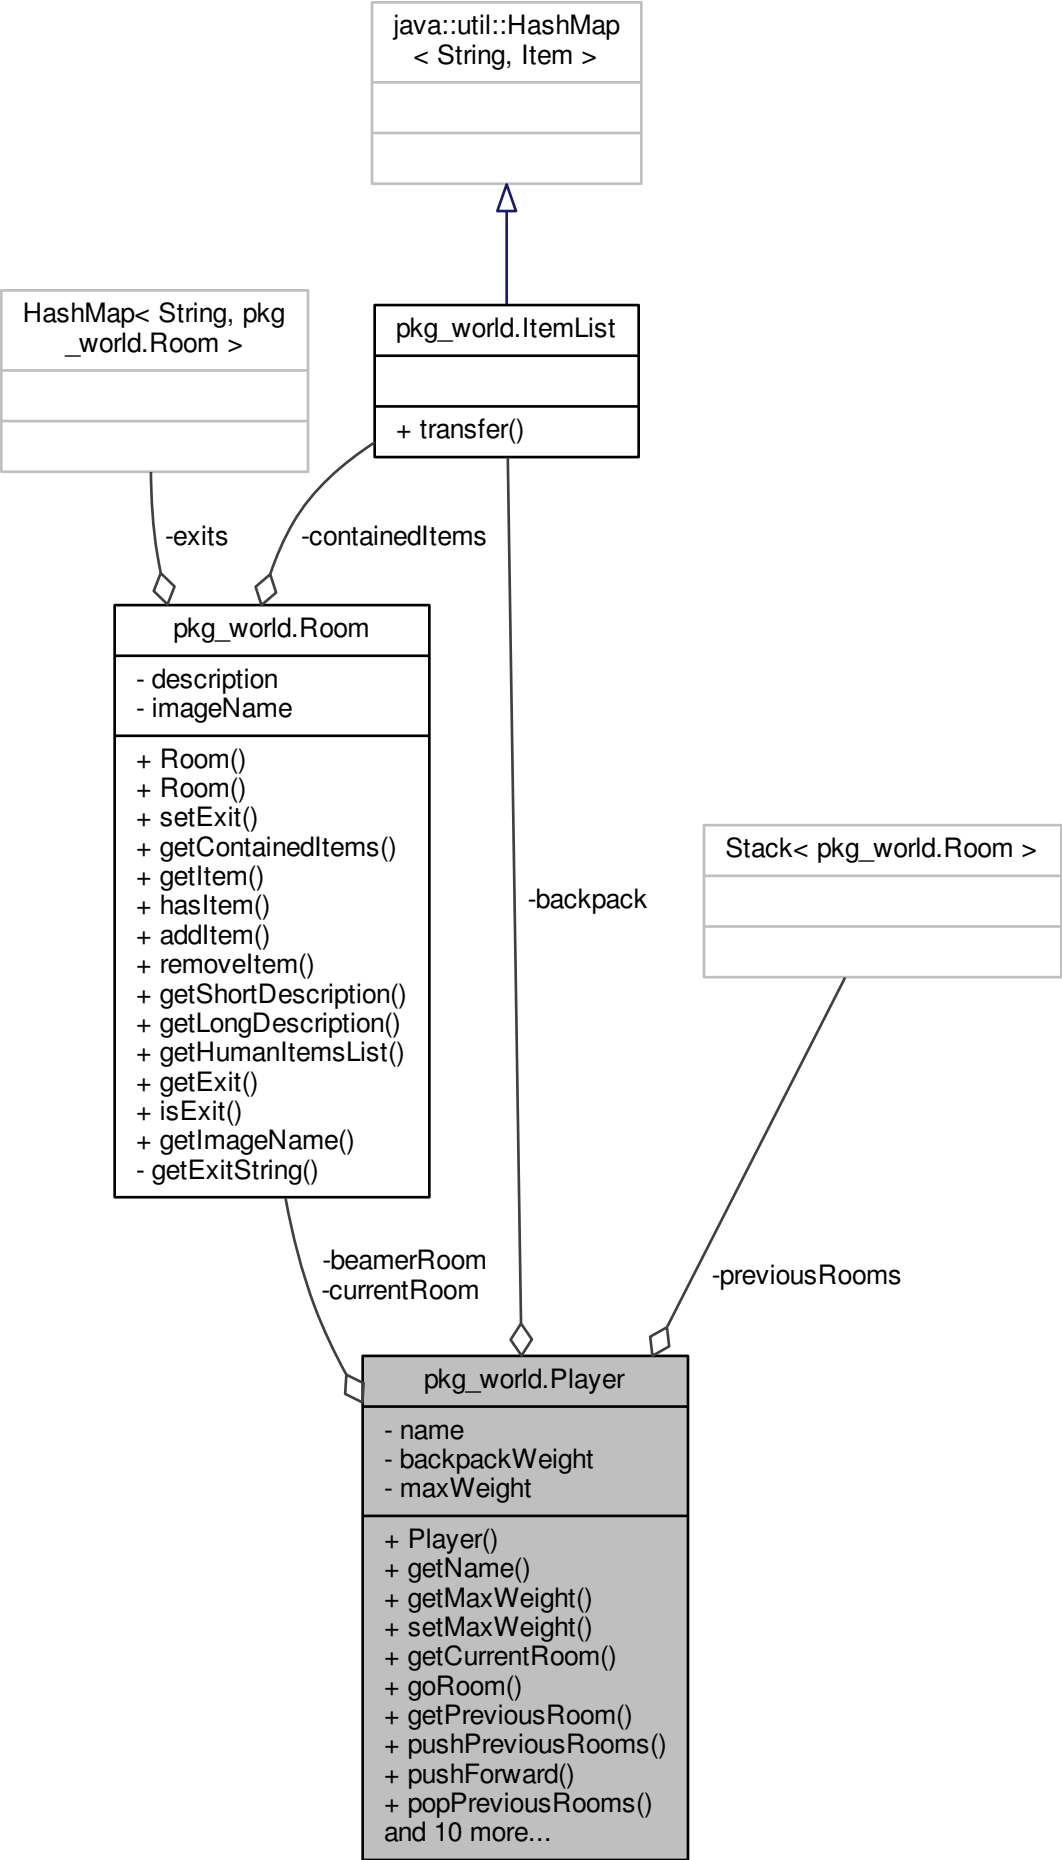 java::util::HashMap
< String, Item >
HashMap< String, pkg
_world.Room >
pkg_world.ItemList
+ transfer()
-exits
-containedItems
pkg_world.Room
- description
- imageName
+ Room()
+ Room()
+ setExit()
+ getContainedItems()
+ getItem()
+ hasItem()
+ addItem()
+ removeItem()
+ getShortDescription()
+ getLongDescription()
+ getHumanItemsList()
+ getExit()
+ isExit()
+ getImageName()
- getExitString()
Stack< pkg_world.Room >
-backpack
-beamerRoom
-currentRoom
-previousRooms
pkg_world.Player
- name
- backpackWeight
- maxWeight
+ Player()
+ getName()
+ getMaxWeight()
+ setMaxWeight()
+ getCurrentRoom()
+ goRoom()
+ getPreviousRoom()
+ pushPreviousRooms()
+ pushForward()
+ popPreviousRooms()
and 10 more...